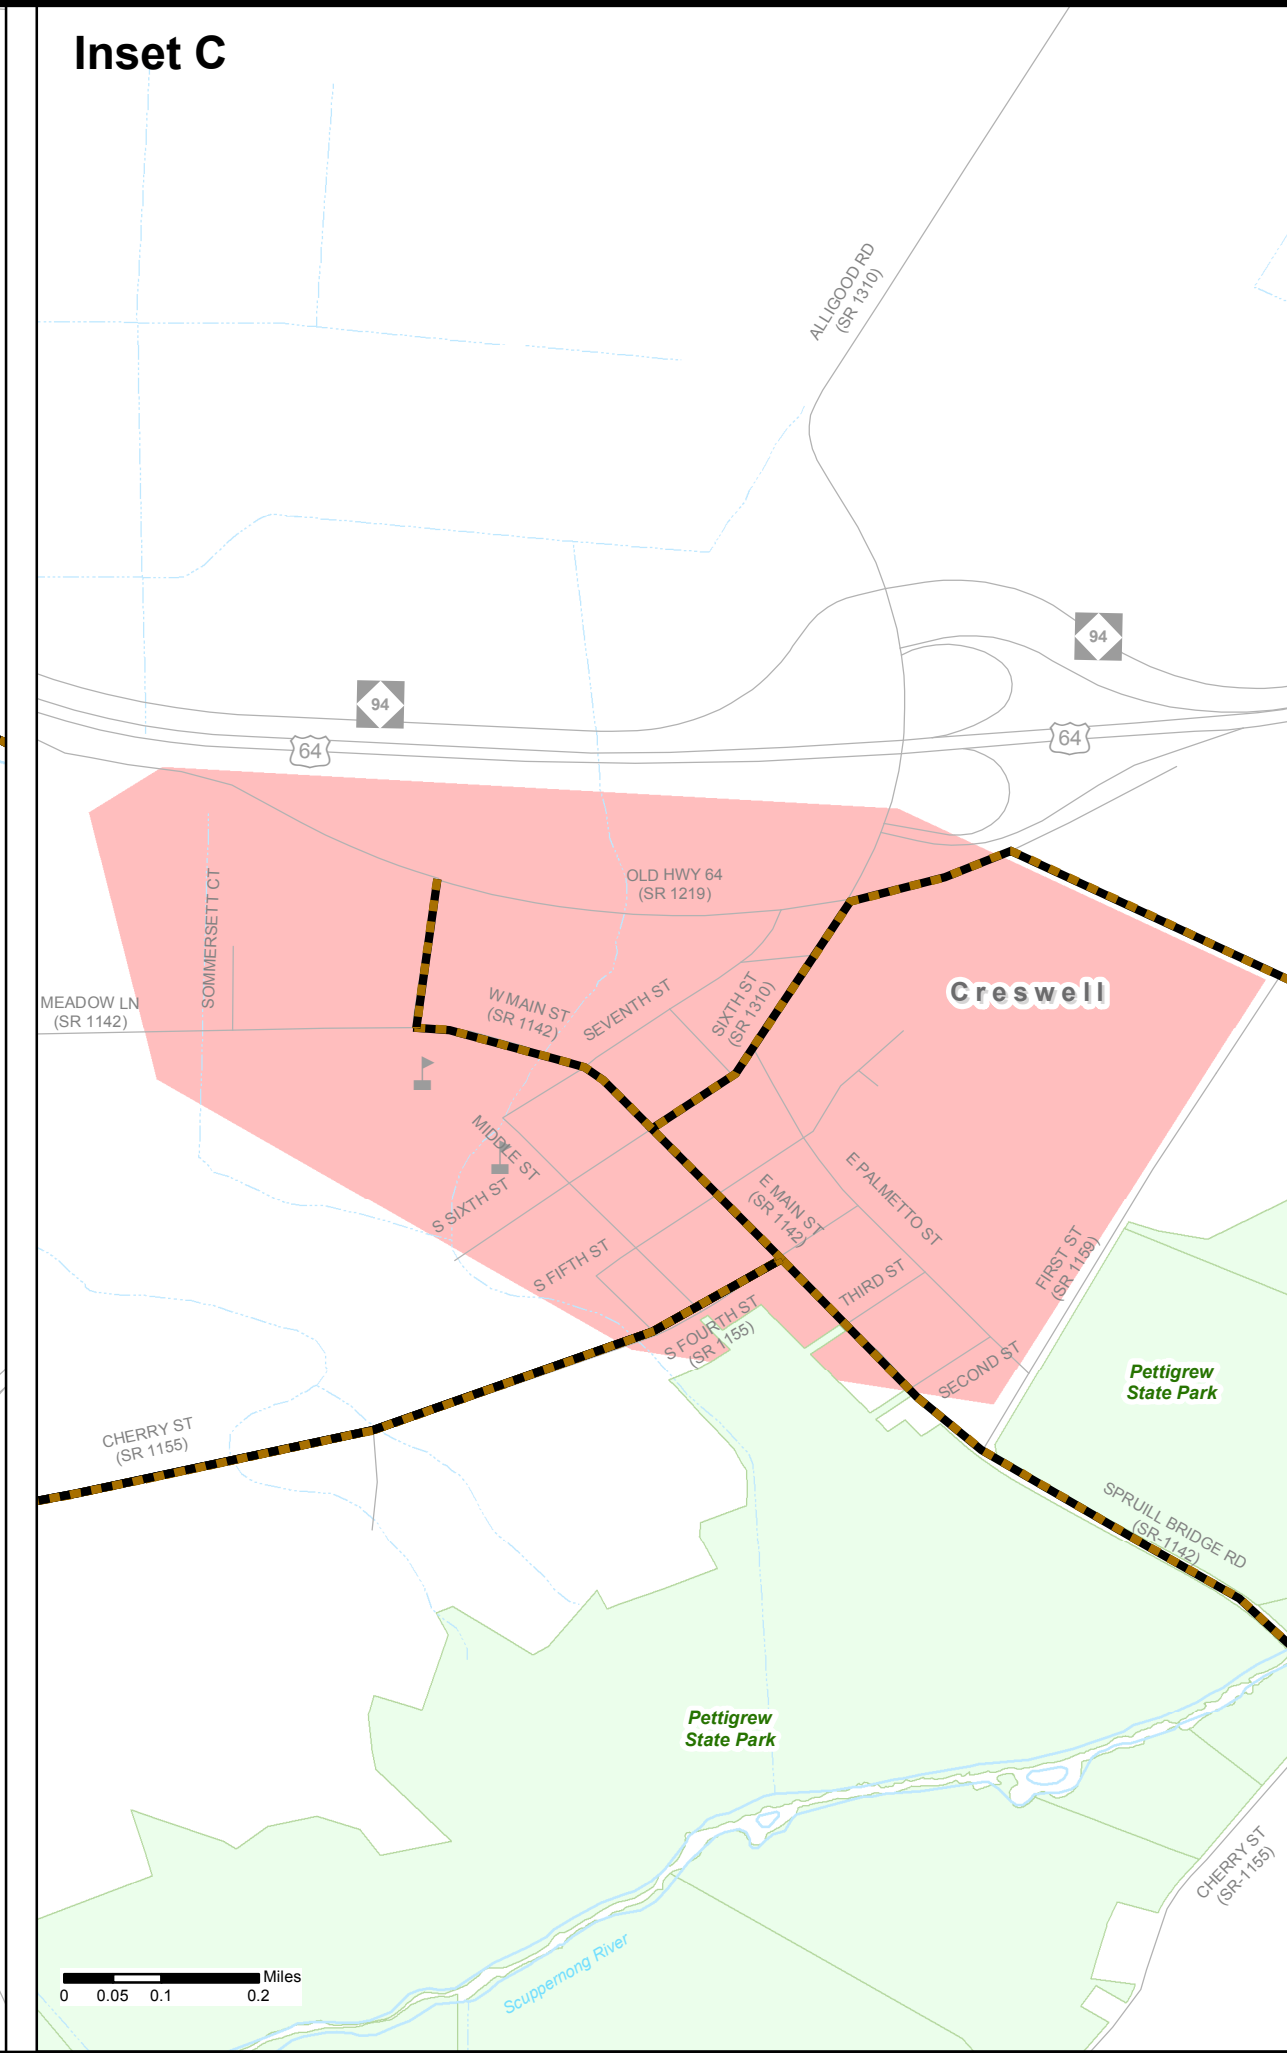 Inset C
ALLIGOOD RD
(SR 1310)
94
94
64
64
OLD HWY 64
(SR 1219)
SOMMERSETT CT
MEADOW LN
(SR 1142)
W MAIN ST
(SR 1142)
SEVENTH ST
SIXTH ST
(SR 1310)
Creswell
MIDDLE ST
S SIXTH ST
E MAIN ST
(SR 1142)
E PALMETTO ST
S FIFTH ST
THIRD ST
FIRST ST
(SR 1159)
S FOURTH ST
(SR 1155)
SECOND ST
Pettigrew
State Park
CHERRY ST
(SR 1155)
SPRUILL BRIDGE RD
(SR-1142)
Pettigrew
State Park
CHERRY ST
(SR-1155)
Scuppernong River
Miles
0 0.05 0.1 0.2